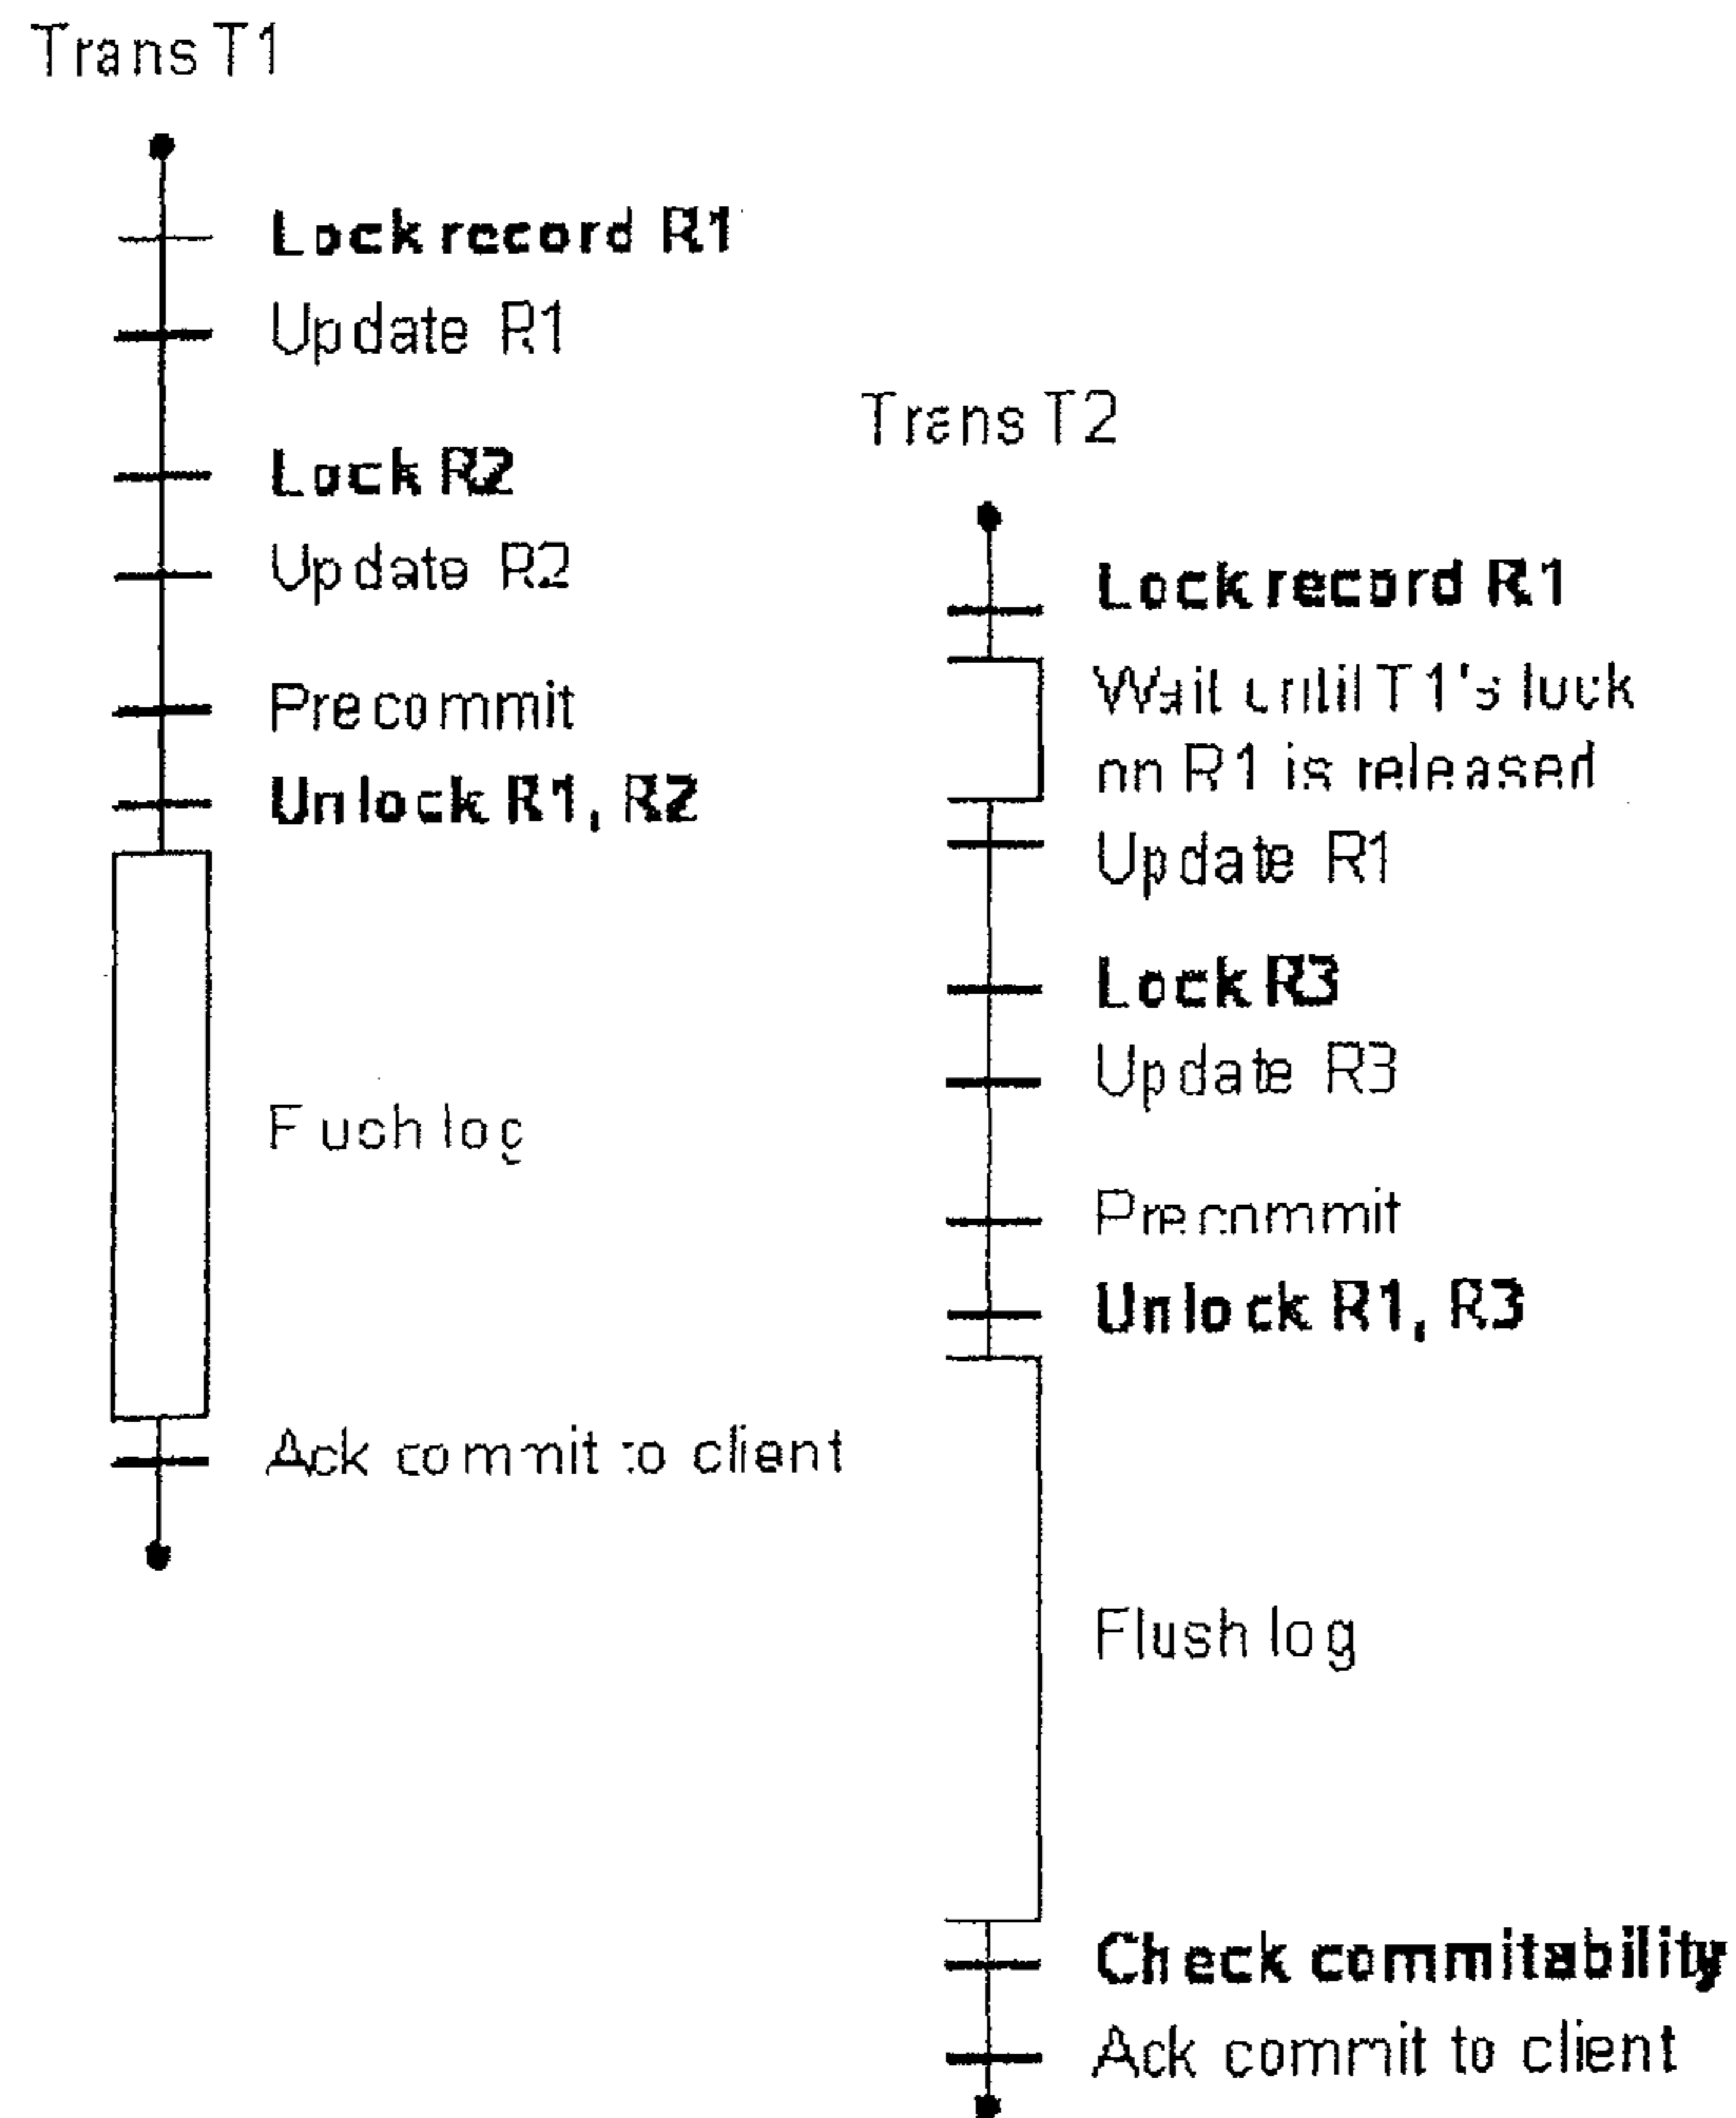 Trans T1
Lock record R1
Update R1
Lock R2
Update R2
Precommit
Unlock R1, R2
Flush log
Ack commit to client
Trans T2
Lock record R1
Wait until T1's lock
on R1 is released
Update R1
Lock R3
Update R3
Precommit
Unlock R1, R3
Flush log
Check commitability
Ack commit to client